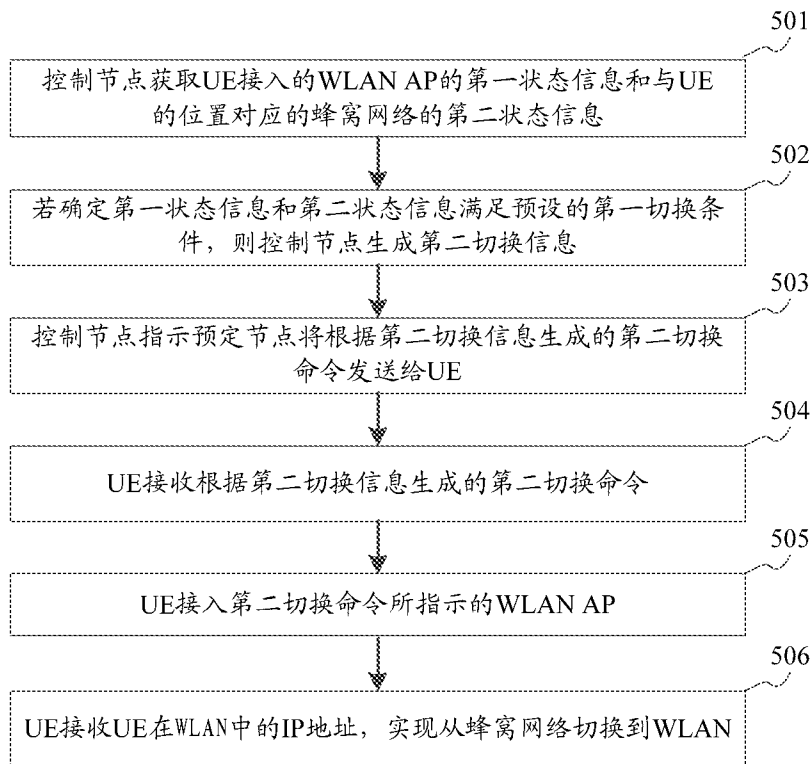 501
控制节点获取UE接入的WLAN AP的第一状态信息和与UE
的位置对应的蜂窝网络的第二状态信息
502
若确定第一状态信息和第二状态信息满足预设的第一切换条
件，则控制节点生成第二切换信息
503
控制节点指示预定节点将根据第二切换信息生成的第二切换
命令发送给UE
504
UE接收根据第二切换信息生成的第二切换命令
505
UE接入第二切换命令所指示的WLAN AP
506
UE接收UE在WLAN中的IP地址，实现从蜂窝网络切换到WLAN